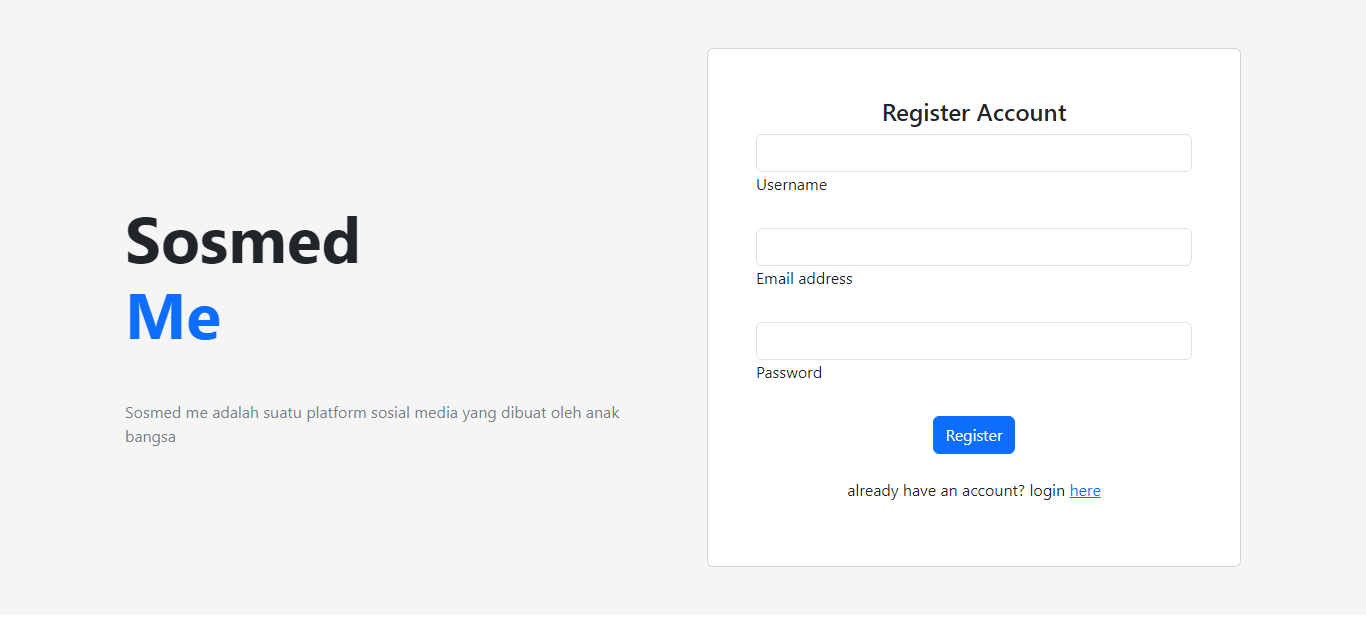 Sosmed
Me
Sosmed me adalah suatu platform sosial media yang dibuat oleh anak
bangsa
Register Account
Username
Email address
Password
Register
already have an account? login here